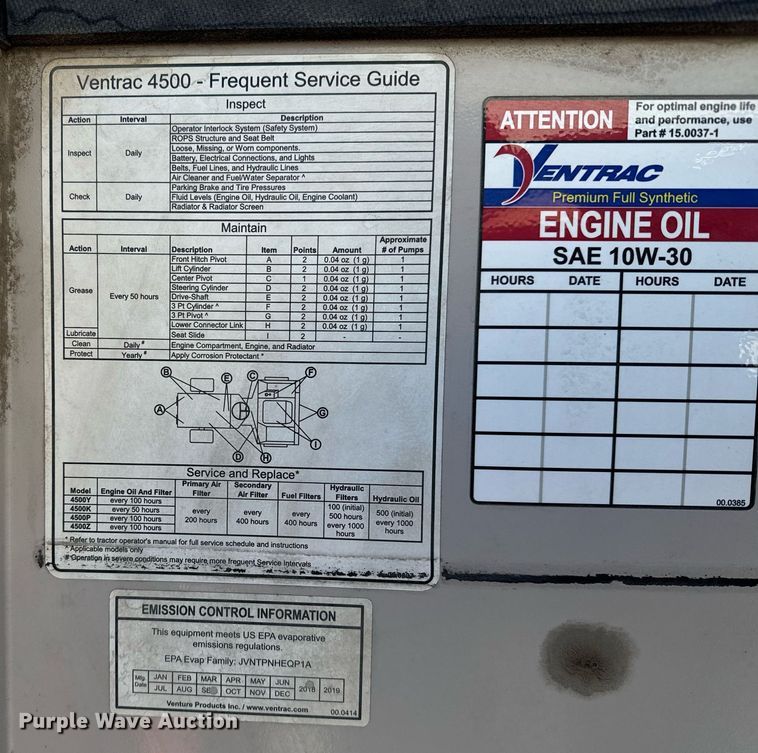 Ventrac 4500 - Frequent Service Guide
Inspect
Action Interval Description
Inspect Daily
Operator Interlock System (Safety System)
ROPS Structure and Seat Belt
Loose, Missing, or Worn components.
Battery, Electrical Connections, and Lights
Belts, Fuel Lines, and Hydraulic Lines
Air Cleaner and Fuel/Water Separator ^
Check Daily
Parking Brake and Tire Pressures
Fluid Levels (Engine Oil, Hydraulic Oil, Engine Coolant)
Radiator & Radiator Screen
Maintain
Action Interval Description Item Points Amount Approximate # of Pumps
Grease Every 50 hours
Front Hitch Pivot A 2 0.04 oz (1 g) 1
Lift Cylinder B 2 0.04 oz (1 g) 1
Center Pivot C 1 0.04 oz (1 g) 1
Steering Cylinder D 2 0.04 oz (1 g) 1
Drive-Shaft E 2 0.04 oz (1 g) 1
3 Pt Cylinder ^ F 2 0.04 oz (1 g) 1
3 Pt Pivot ^ G 2 0.04 oz (1 g) 1
Lower Connector Link H 2 0.04 oz (1 g) 1
Lubricate Seat Slide I 2 - -
Clean Daily # Engine Compartment, Engine, and Radiator
Protect Yearly # Apply Corrosion Protectant *
B E C F
A G
D H I
Service and Replace*
Model Engine Oil And Filter Primary Air Filter Secondary Air Filter Fuel Filters Hydraulic Filters Hydraulic Oil
4500Y every 100 hours
4500K every 50 hours
4500P every 100 hours
4500Z every 100 hours
every 200 hours
every 400 hours
every 400 hours
100 (initial) 500 hours every 1000 hours
500 (initial) every 1000 hours
* Refer to tractor operator's manual for full service schedule and instructions
^ Applicable models only
# Operation in severe conditions may require more frequent Service Intervals
ATTENTION
For optimal engine life
and performance, use
Part # 15.0037-1
VENTRAC
Premium Full Synthetic
ENGINE OIL
SAE 10W-30
HOURS DATE HOURS DATE
00.0385
EMISSION CONTROL INFORMATION
This equipment meets US EPA evaporative
emissions regulations.
EPA Evap Family: JVNTPNHEQP1A
Mfg. Date
JAN FEB MAR APR MAY JUN
JUL AUG SEP OCT NOV DEC
2018 2019
Venture Products Inc. / www.ventrac.com
00.0414
Purple Wave Auction